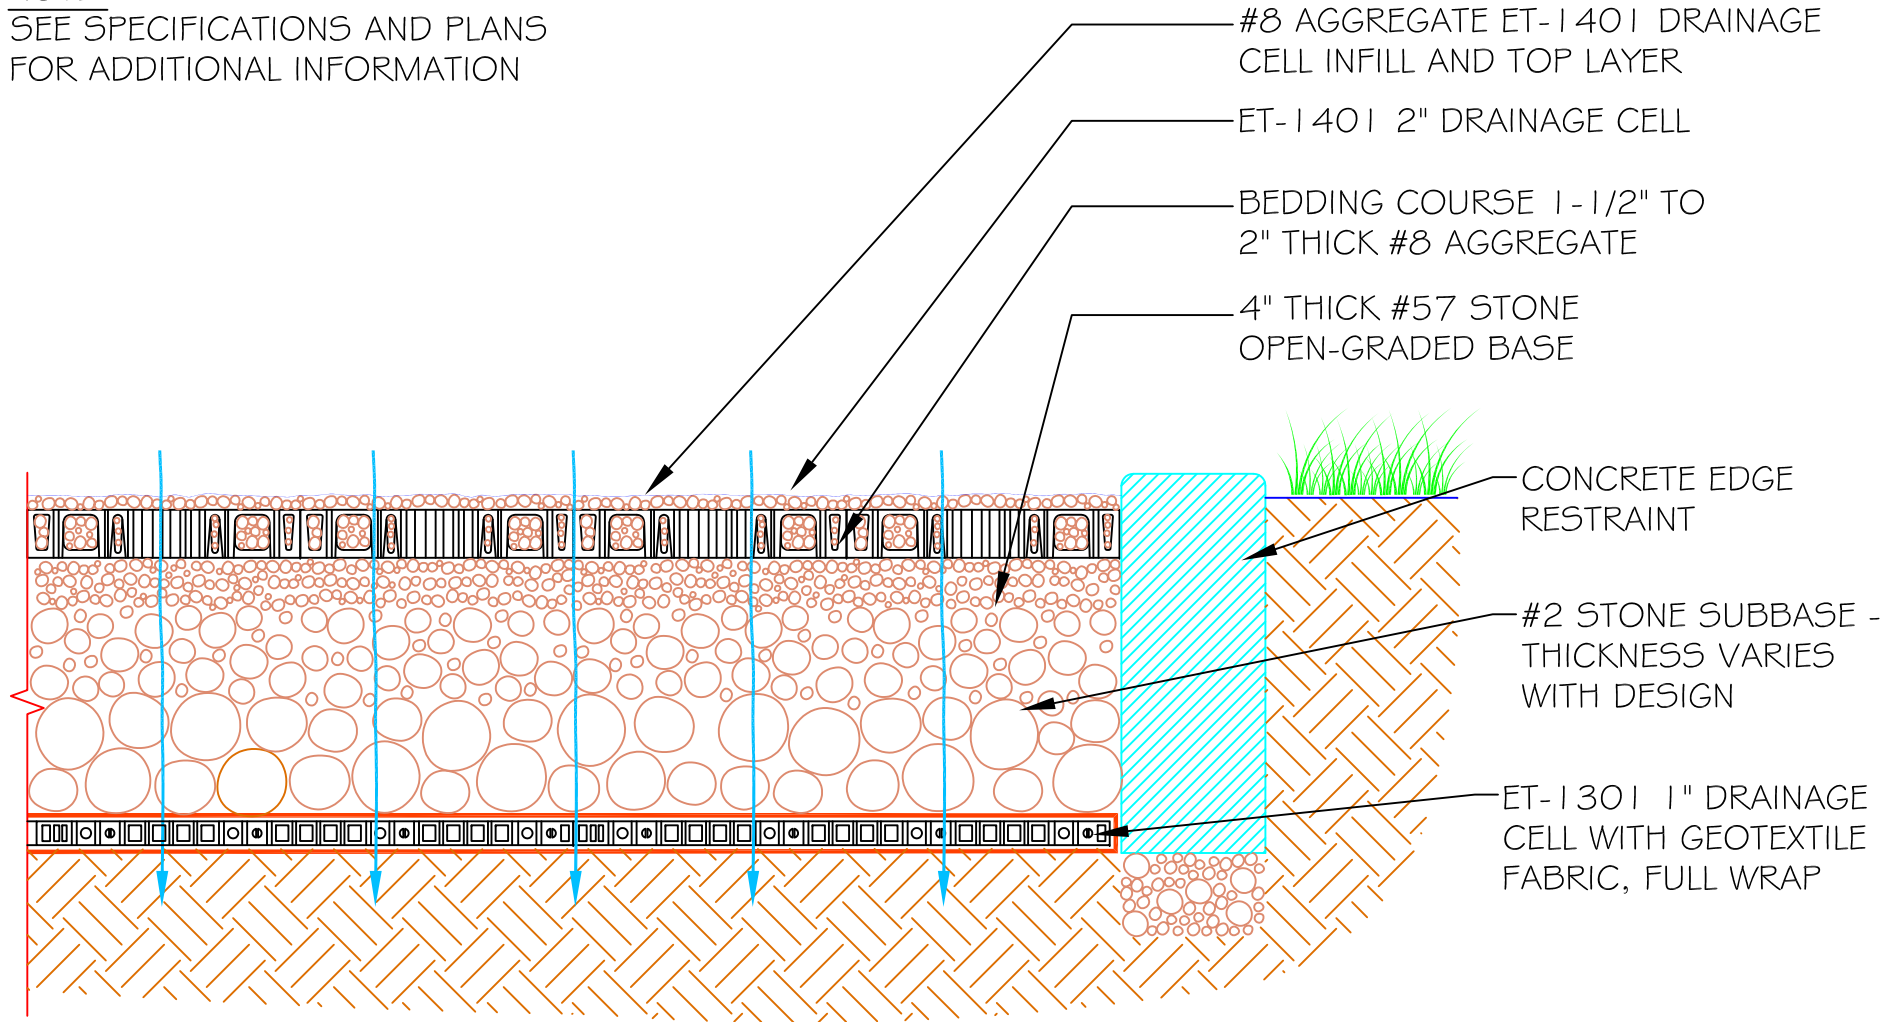 SEE SPECIFICATIONS AND PLANS
FOR ADDITIONAL INFORMATION
#8 AGGREGATE ET-1401 DRAINAGE
CELL INFILL AND TOP LAYER
ET-1401 2" DRAINAGE CELL
BEDDING COURSE 1-1/2" TO
2" THICK #8 AGGREGATE
4" THICK #57 STONE
OPEN-GRADED BASE
CONCRETE EDGE
RESTRAINT
#2 STONE SUBBASE -
THICKNESS VARIES
WITH DESIGN
ET-1301 1" DRAINAGE
CELL WITH GEOTEXTILE
FABRIC, FULL WRAP